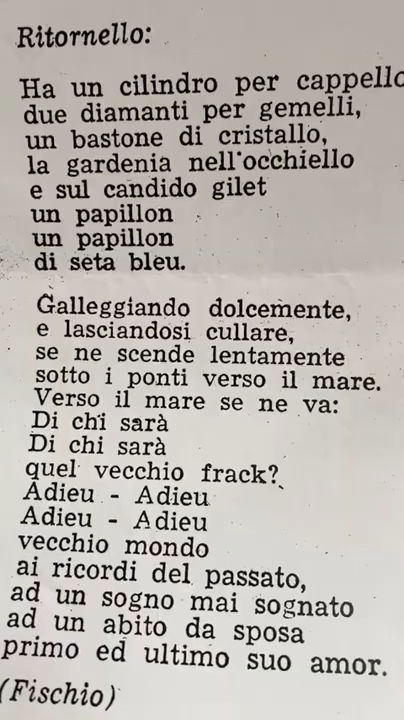 Ritornello:
Ha un cilindro per cappello
due diamanti per gemelli,
un bastone di cristallo,
la gardenia nell'occhiello
e sul candido gilet
un papillon
un papillon
di seta bleu.
Galleggiando dolcemente,
e lasciandosi cullare,
se ne scende lentamente
sotto i ponti verso il mare.
Verso il mare se ne va:
Di chi sarà
Di chi sarà
quel vecchio frack?
Adieu - Adieu
Adieu - Adieu
vecchio mondo
ai ricordi del passato,
ad un sogno mai sognato
ad un abito da sposa
primo ed ultimo suo amor.
(Fischio)